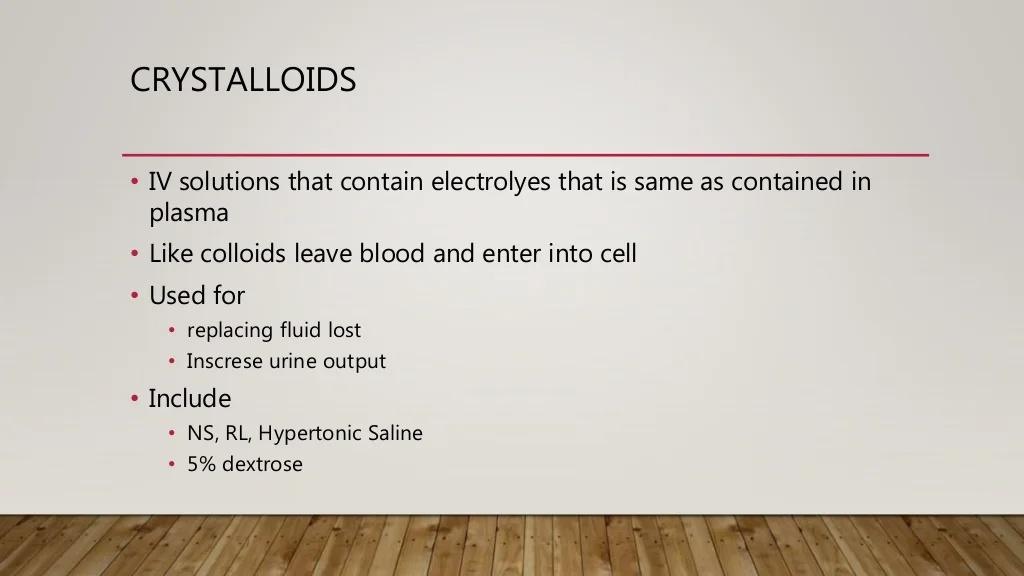 CRYSTALLOIDS
• IV solutions that contain electrolyes that is same as contained in
plasma
• Like colloids leave blood and enter into cell
• Used for
• replacing fluid lost
• Inscrese urine output
• Include
• NS, RL, Hypertonic Saline
• 5% dextrose